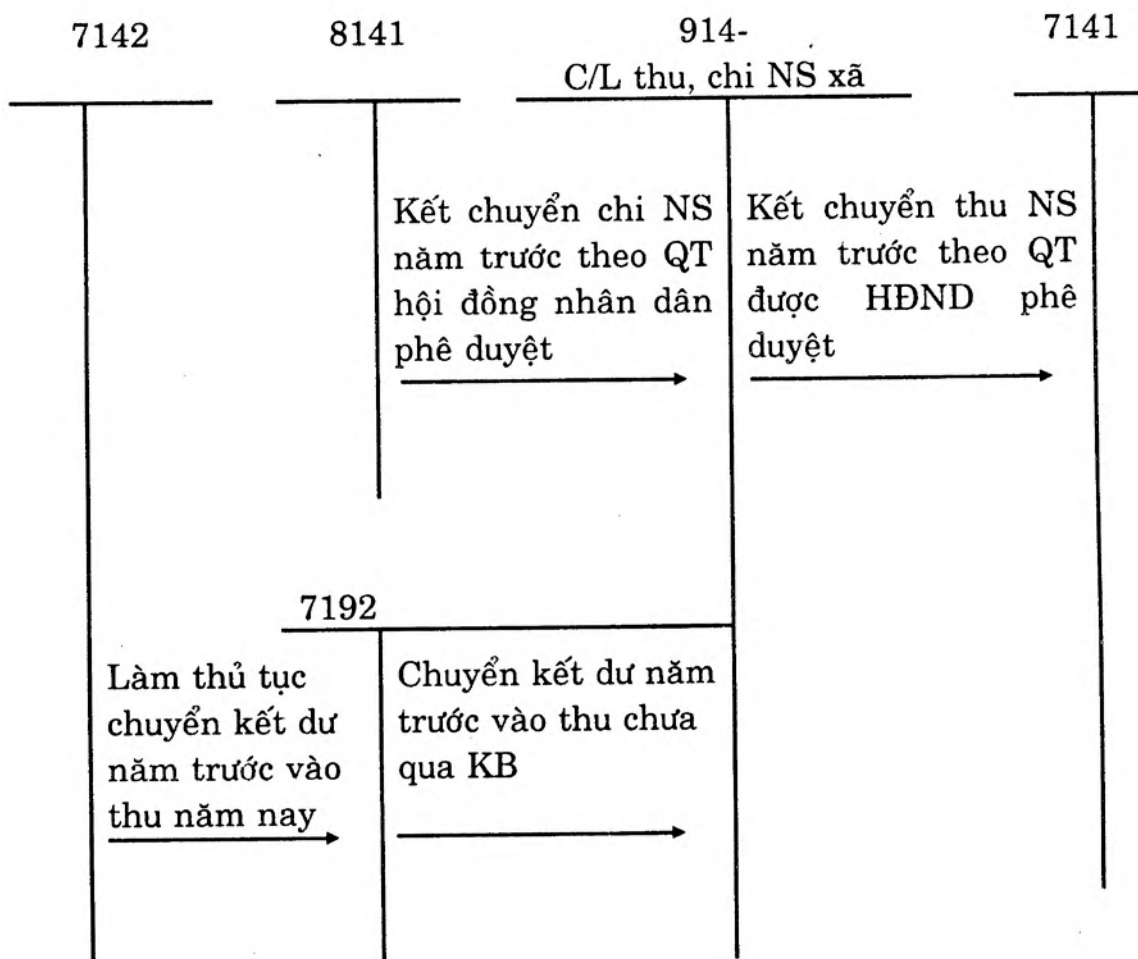 7142 8141 914- 7141
C/L thu, chi NS xã
Kết chuyển chi NS
năm trước theo QT
hội đồng nhân dân
phê duyệt
Kết chuyển thu NS
năm trước theo QT
được HĐND phê
duyệt
7192
Làm thủ tục
chuyển kết dư
năm trước vào
thu năm nay
Chuyển kết dư năm
trước vào thu chưa
qua KB